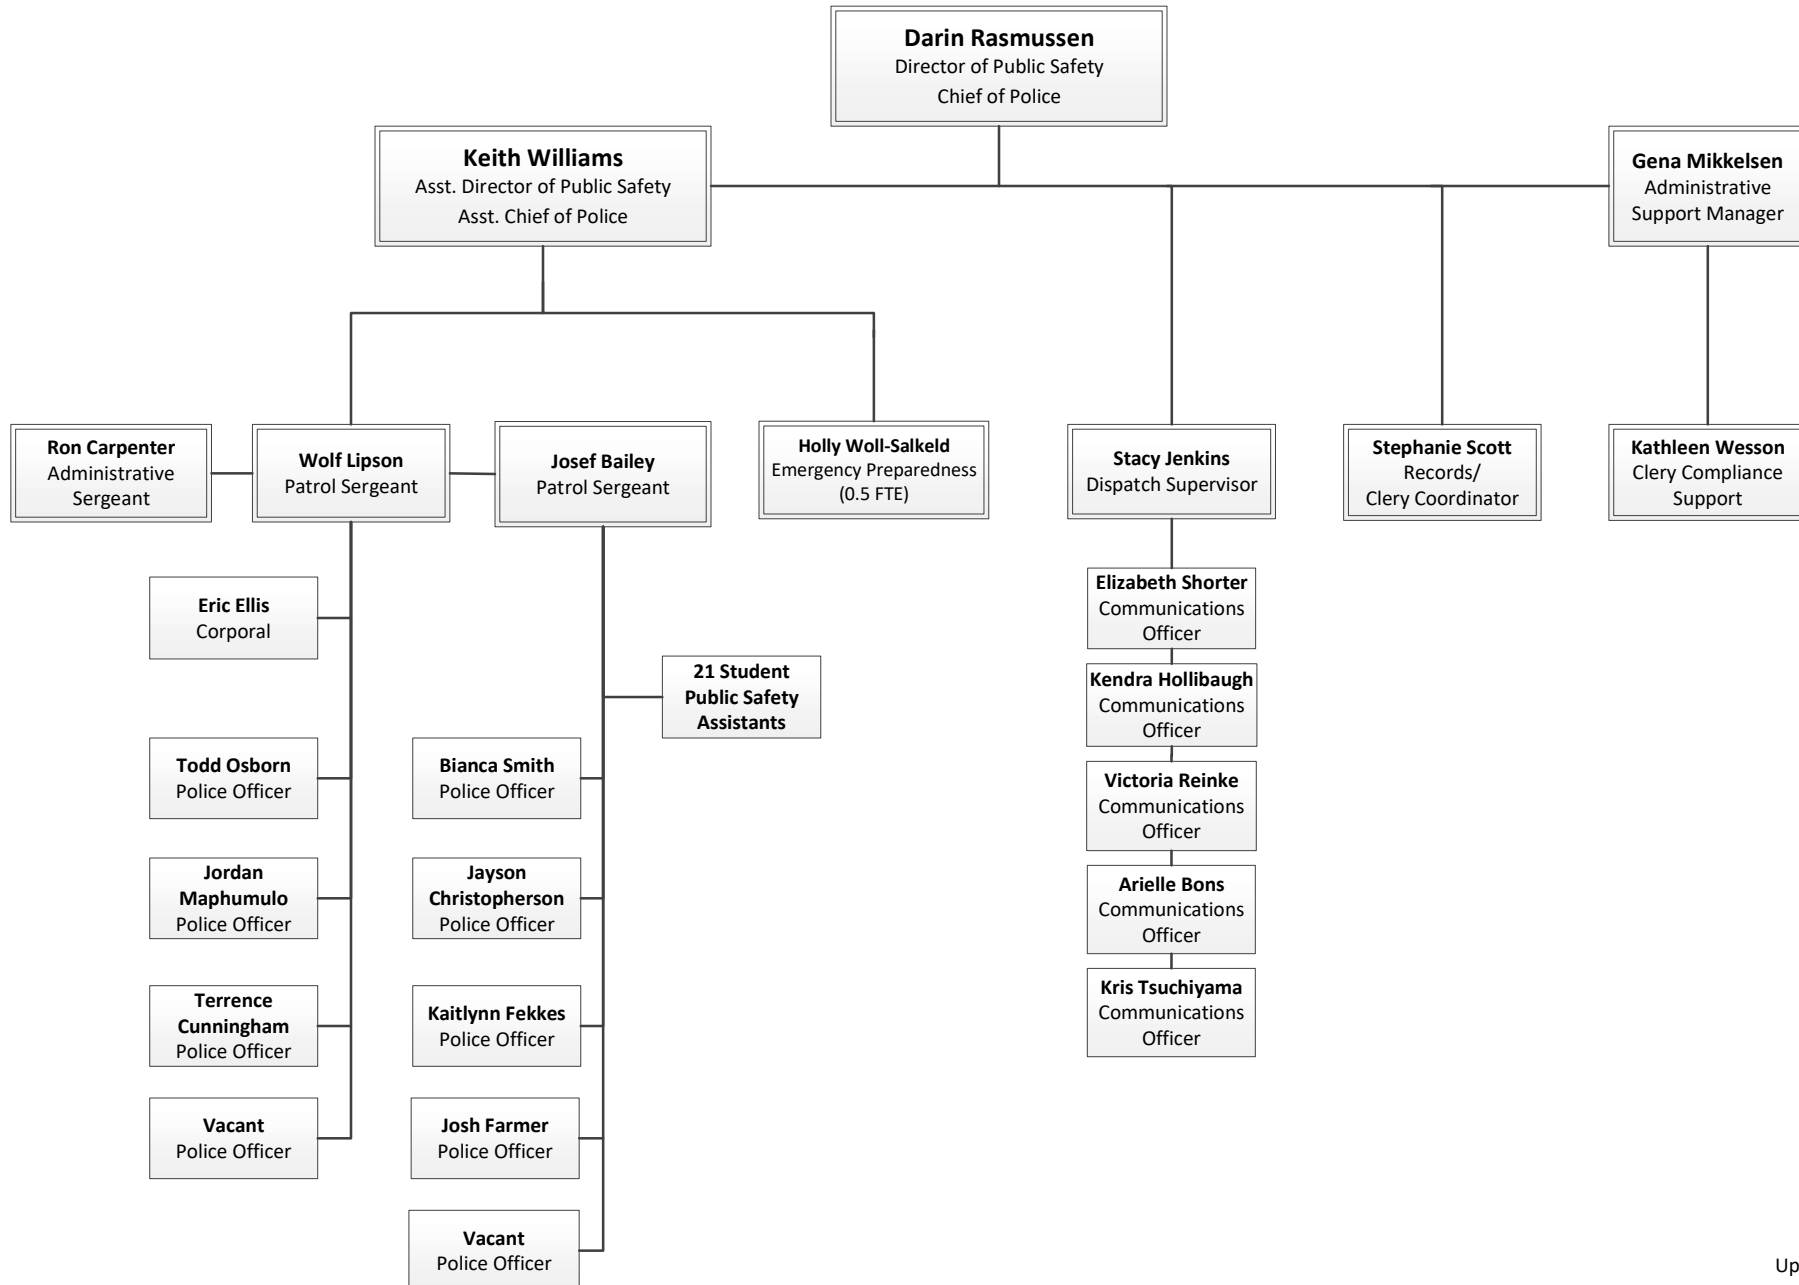 Darin Rasmussen
Director of Public Safety
Chief of Police
Keith Williams
Asst. Director of Public Safety
Asst. Chief of Police
Gena Mikkelsen
Administrative
Support Manager
Ron Carpenter
Administrative
Sergeant
Wolf Lipson
Patrol Sergeant
Josef Bailey
Patrol Sergeant
Holly Woll-Salkeld
Emergency Preparedness
(0.5 FTE)
Stacy Jenkins
Dispatch Supervisor
Stephanie Scott
Records/
Clery Coordinator
Kathleen Wesson
Clery Compliance
Support
Eric Ellis
Corporal
21 Student
Public Safety
Assistants
Todd Osborn
Police Officer
Jordan
Maphumulo
Police Officer
Terrence
Cunningham
Police Officer
Vacant
Police Officer
Bianca Smith
Police Officer
Jayson
Christopherson
Police Officer
Kaitlynn Fekkes
Police Officer
Josh Farmer
Police Officer
Vacant
Police Officer
Elizabeth Shorter
Communications
Officer
Kendra Hollibaugh
Communications
Officer
Victoria Reinke
Communications
Officer
Arielle Bons
Communications
Officer
Kris Tsuchiyama
Communications
Officer
Up